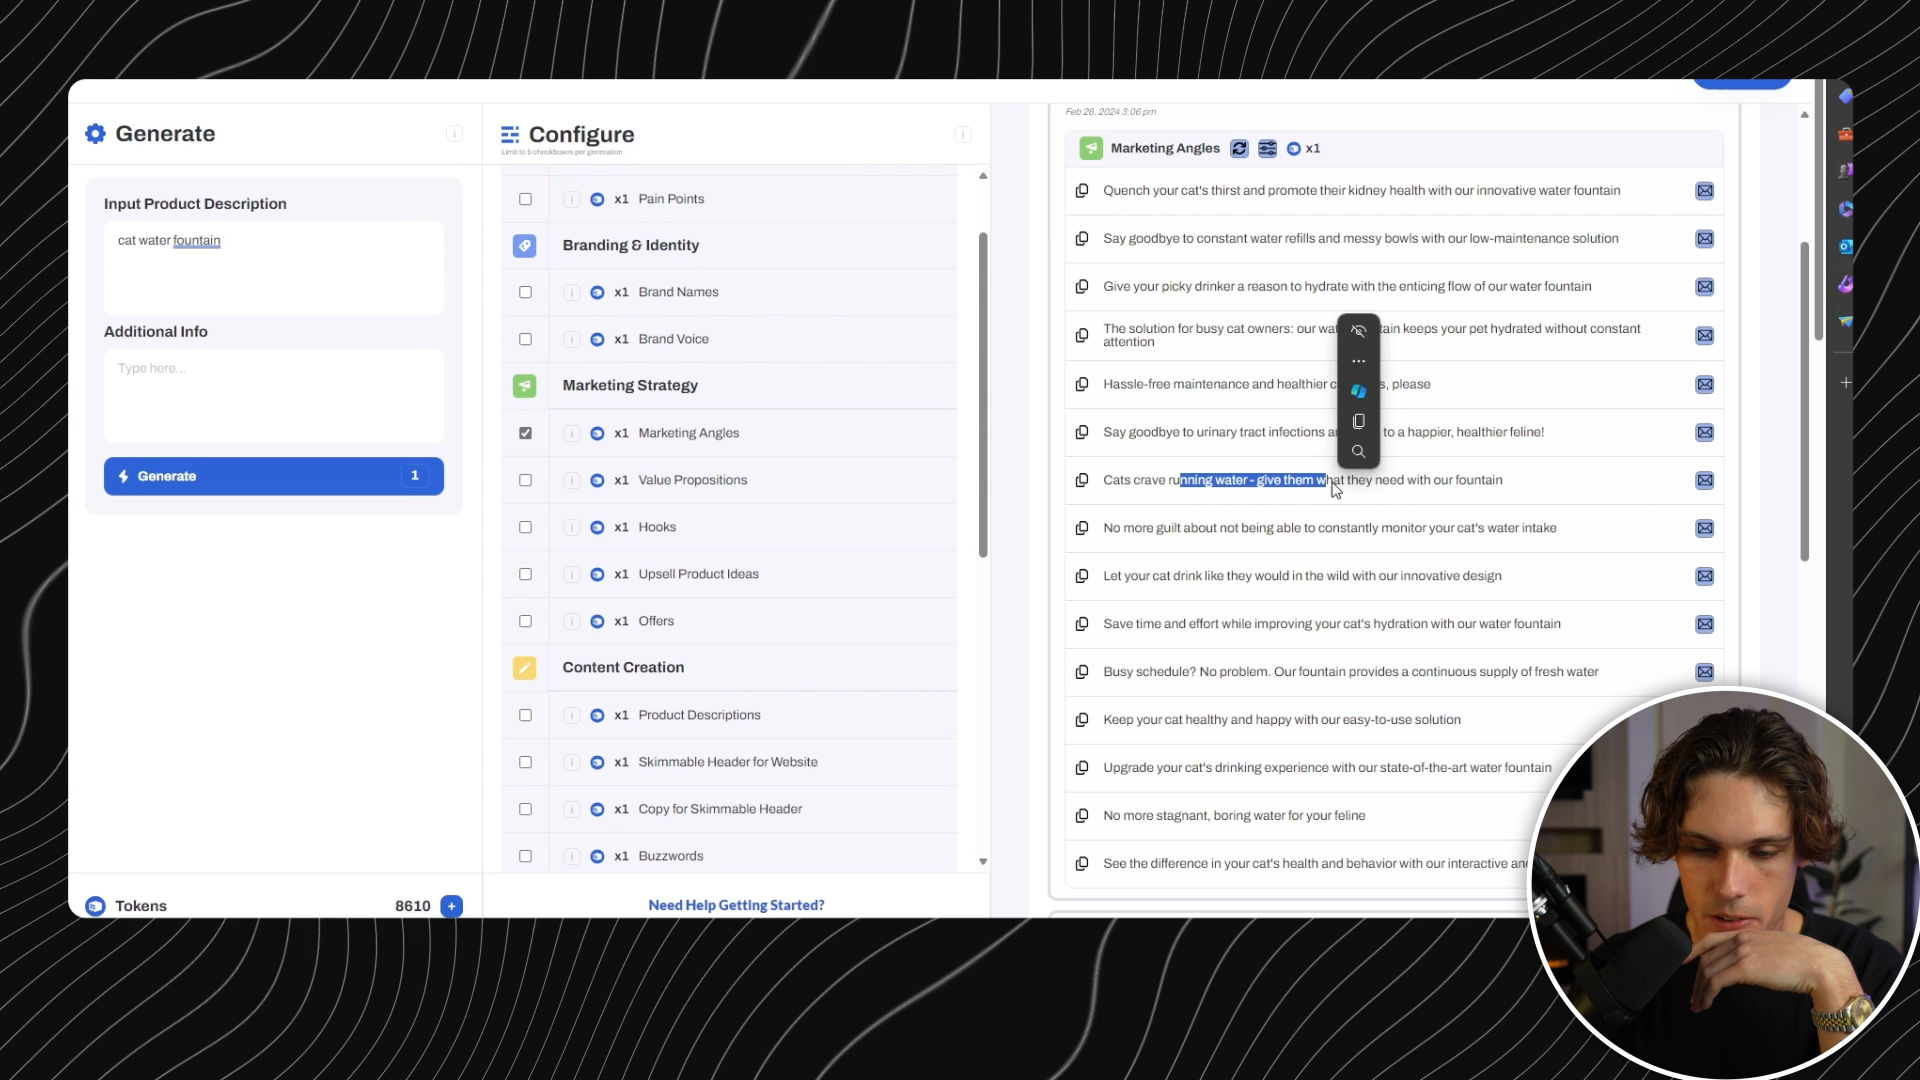 Generate
Input Product Description
cat water fountain
Additional Info
Type here...
Generate 1
Tokens 8610 +
Configure
Limit to 5 checkboxes per generation
x1 Pain Points
Branding & Identity
x1 Brand Names
x1 Brand Voice
Marketing Strategy
x1 Marketing Angles
x1 Value Propositions
x1 Hooks
x1 Upsell Product Ideas
x1 Offers
Content Creation
x1 Product Descriptions
x1 Skimmable Header for Website
x1 Copy for Skimmable Header
x1 Buzzwords
Need Help Getting Started?
Feb 26, 2024 3:06 pm
Marketing Angles x1
Quench your cat's thirst and promote their kidney health with our innovative water fountain
Say goodbye to constant water refills and messy bowls with our low-maintenance solution
Give your picky drinker a reason to hydrate with the enticing flow of our water fountain
The solution for busy cat owners: our wat tain keeps your pet hydrated without constant
attention
Hassle-free maintenance and healthier c s, please
Say goodbye to urinary tract infections a to a happier, healthier feline!
Cats crave running water - give them what they need with our fountain
No more guilt about not being able to constantly monitor your cat's water intake
Let your cat drink like they would in the wild with our innovative design
Save time and effort while improving your cat's hydration with our water fountain
Busy schedule? No problem. Our fountain provides a continuous supply of fresh water
Keep your cat healthy and happy with our easy-to-use solution
Upgrade your cat's drinking experience with our state-of-the-art water fountain
No more stagnant, boring water for your feline
See the difference in your cat's health and behavior with our interactive an